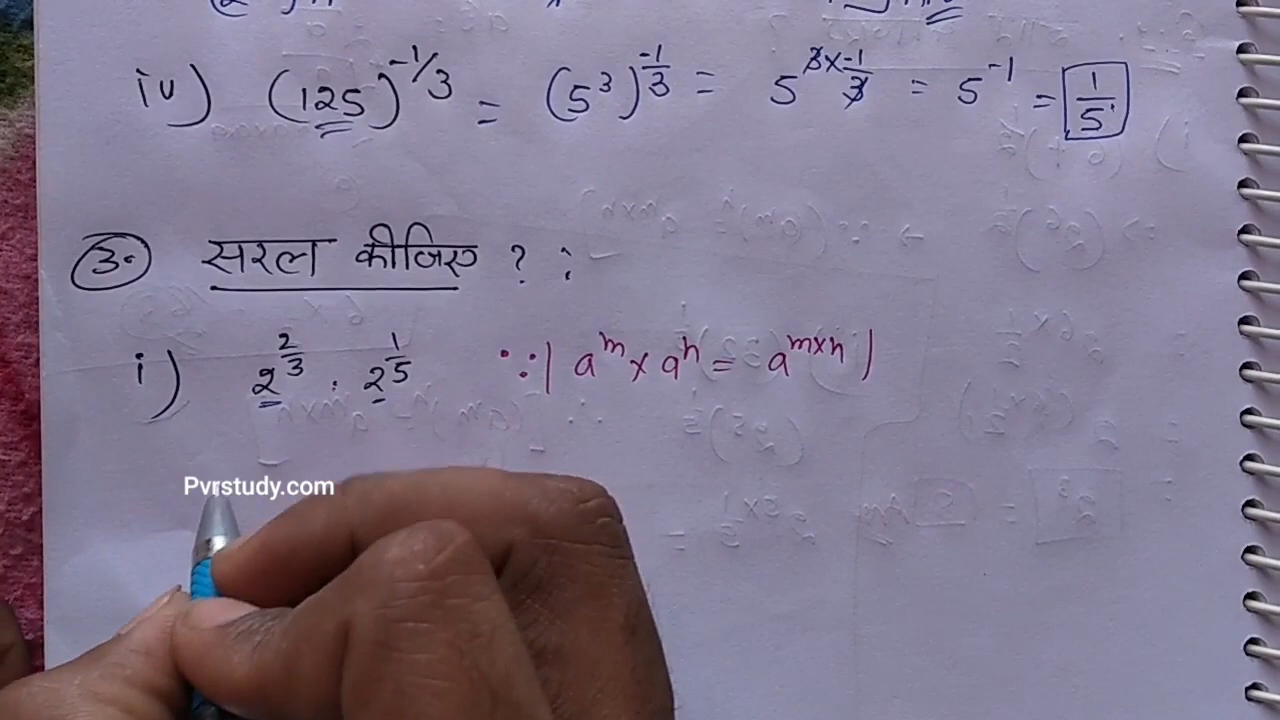 iv) (125)^-1/3 = (5³)^-1/3 = 5^3×-1/3 = 5^-1 = 1/5
3. सरल कीजिए ? :-
i) 2^2/3 . 2^1/5 ∵| a^m × a^n = a^m×n |
Pvrstudy.com